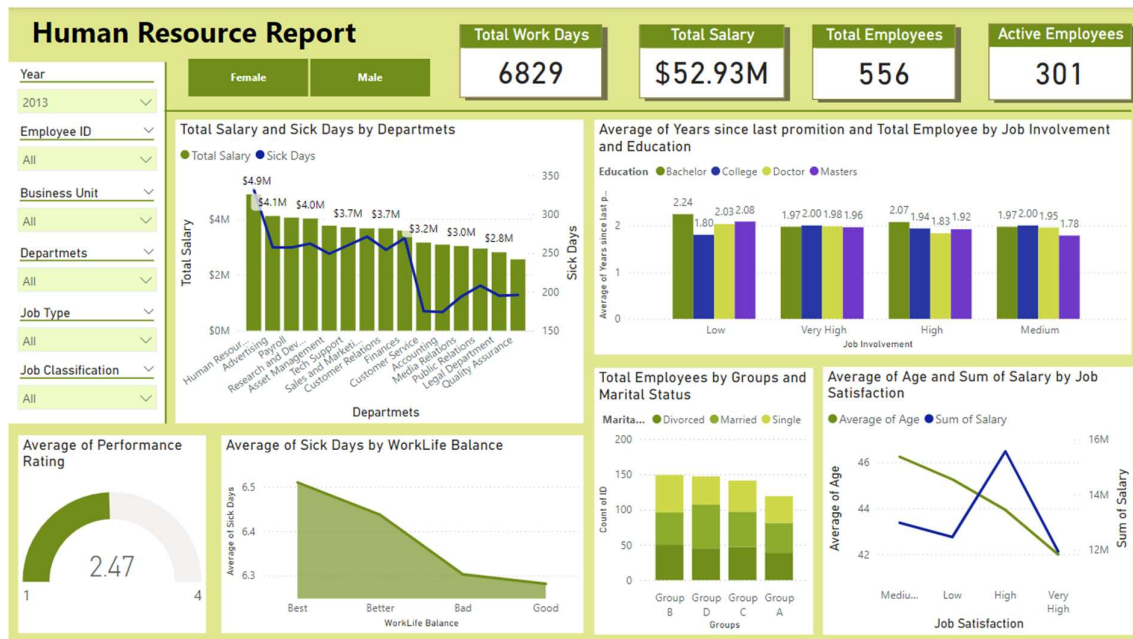 Human Resource Report
Total Work Days
6829
Total Salary
$52.93M
Total Employees
556
Active Employees
301
Female
Male
Year
2013
Employee ID
All
Business Unit
All
Departmets
All
Job Type
All
Job Classification
All
Total Salary and Sick Days by Departmets
Total Salary Sick Days
$4.9M
$4.1M
$4.0M
$3.7M
$3.7M
$3.2M
$3.0M
$2.8M
Total Salary
$4M
$2M
$0M
350
300
250
200
150
Sick Days
Human Resour...
Advertising
Payroll
Research and Dev...
Asset Management
Tech Support
Sales and Marketi...
Customer Relations
Finances
Customer Service
Accounting
Media Relations
Public Relations
Legal Department
Quality Assurance
Departmets
Average of Years since last promition and Total Employee by Job Involvement
and Education
Education Bachelor College Doctor Masters
Average of Years since last p...
2
1
0
2.24
1.80
2.03
2.08
1.97
2.00
1.98
1.96
2.07
1.94
1.83
1.92
1.97
2.00
1.95
1.78
Low
Very High
High
Medium
Job Involvement
Average of Performance
Rating
2.47
1
4
Average of Sick Days by WorkLife Balance
Average of Sick Days
6.5
6.4
6.3
Best
Better
Bad
Good
WorkLife Balance
Total Employees by Groups and
Marital Status
Marita... Divorced Married Single
Count of ID
200
150
100
50
0
Group
B
Group
D
Group
C
Group
A
Groups
Average of Age and Sum of Salary by Job
Satisfaction
Average of Age Sum of Salary
Average of Age
46
44
42
16M
14M
12M
Sum of Salary
Mediu...
Low
High
Very
High
Job Satisfaction